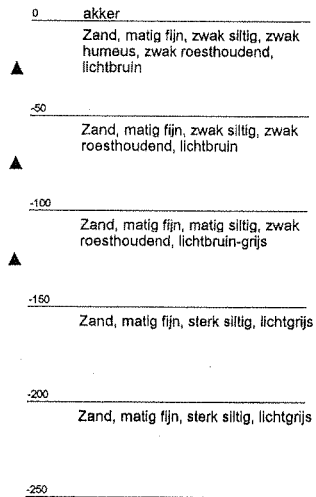 0 akker
Zand, matig fijn, zwak siltig, zwak
humeus, zwak roesthoudend,
lichtbruin
-50
Zand, matig fijn, zwak siltig, zwak
roesthoudend, lichtbruin
-100
Zand, matig fijn, matig siltig, zwak
roesthoudend, lichtbruin-grijs
-150
Zand, matig fijn, sterk siltig, lichtgrijs
-200
Zand, matig fijn, sterk siltig, lichtgrijs
-250